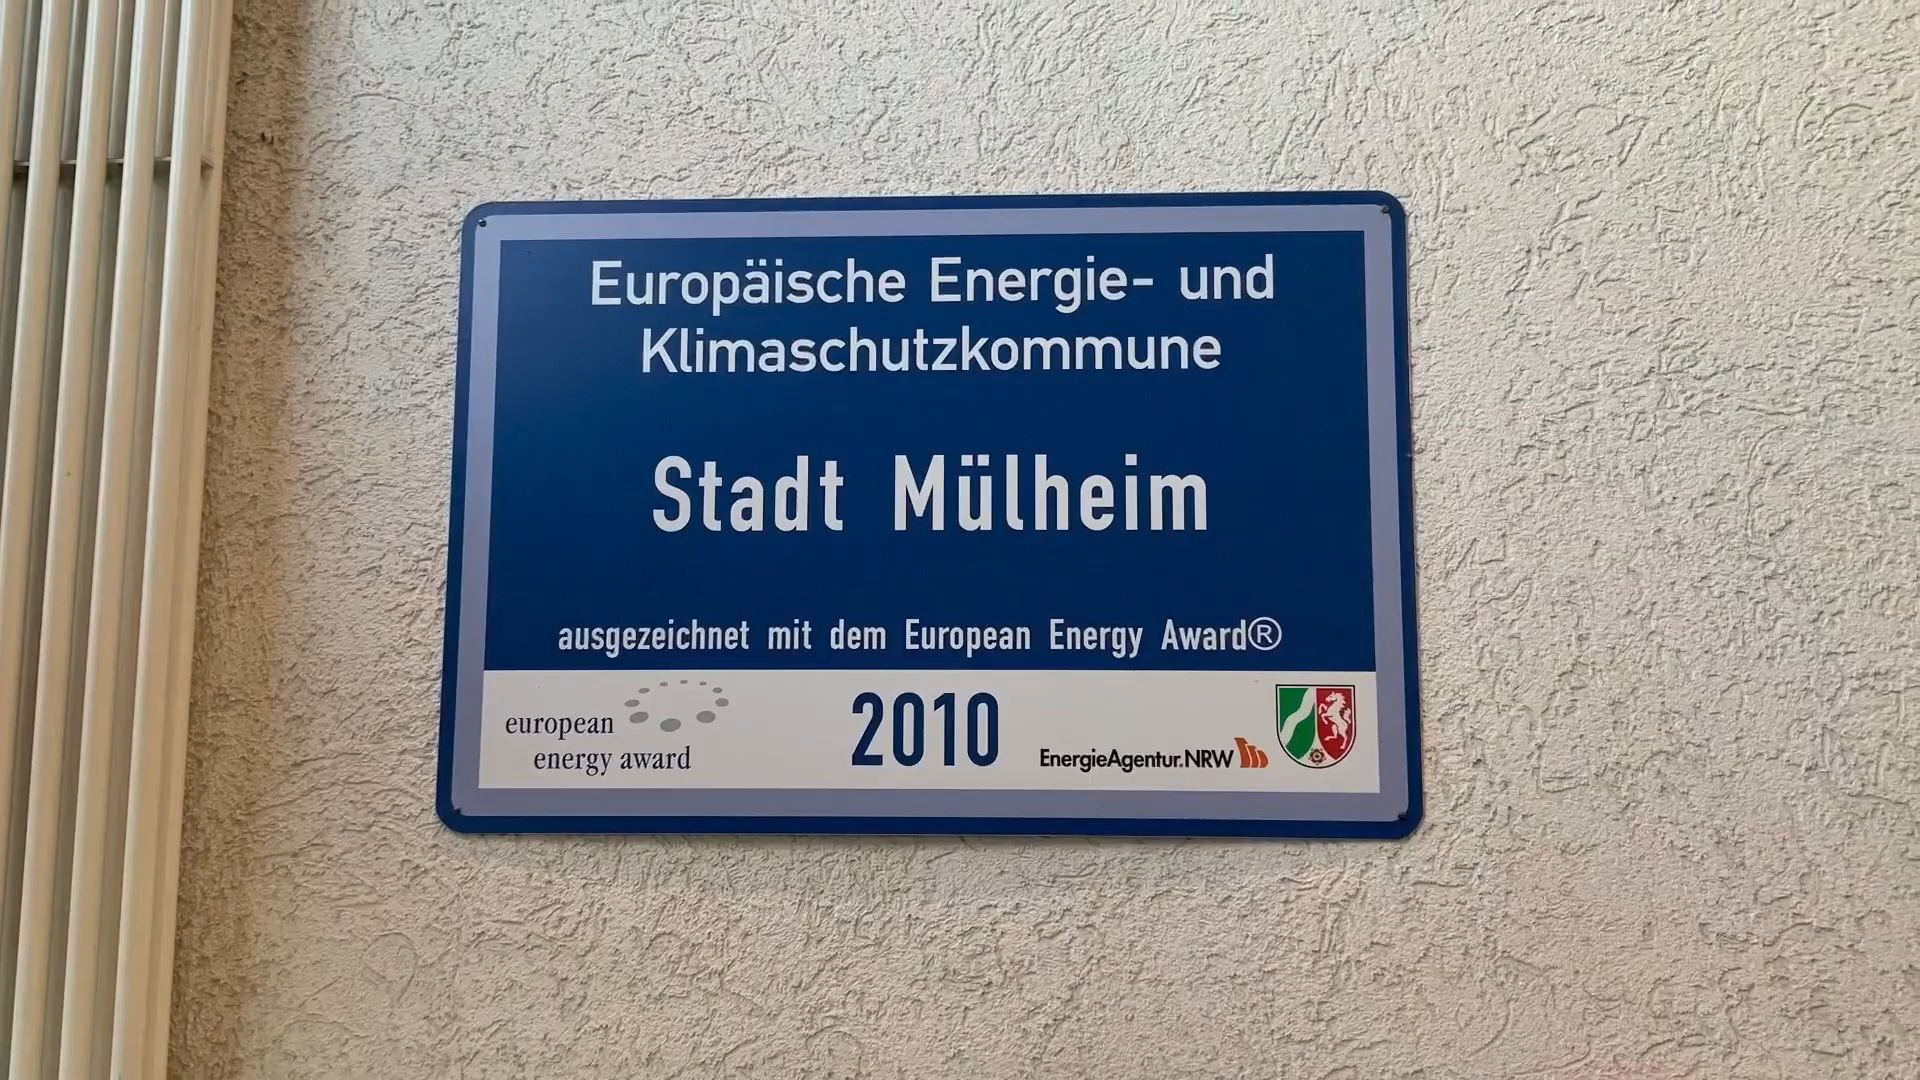 Europäische Energie- und
Klimaschutzkommune
Stadt Mülheim
ausgezeichnet mit dem European Energy Award®
european
energy award
2010
EnergieAgentur.NRW